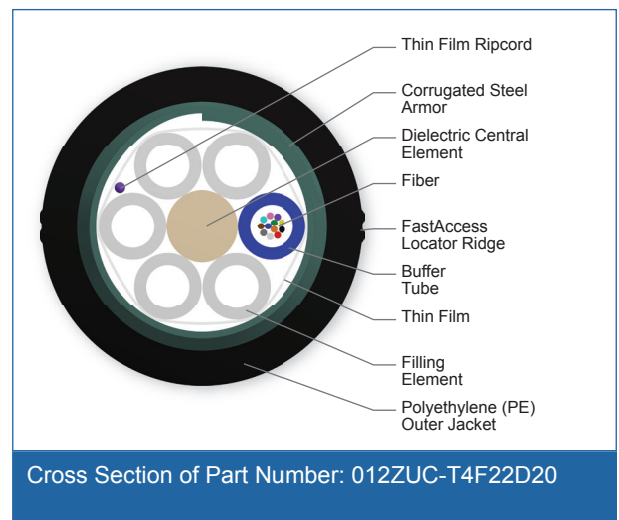 Thin Film Ripcord
Corrugated Steel
Armor
Dielectric Central
Element
Fiber
FastAccess
Locator Ridge
Buffer
Tube
Thin Film
Filling
Element
Polyethylene (PE)
Outer Jacket
Cross Section of Part Number: 012ZUC-T4F22D20